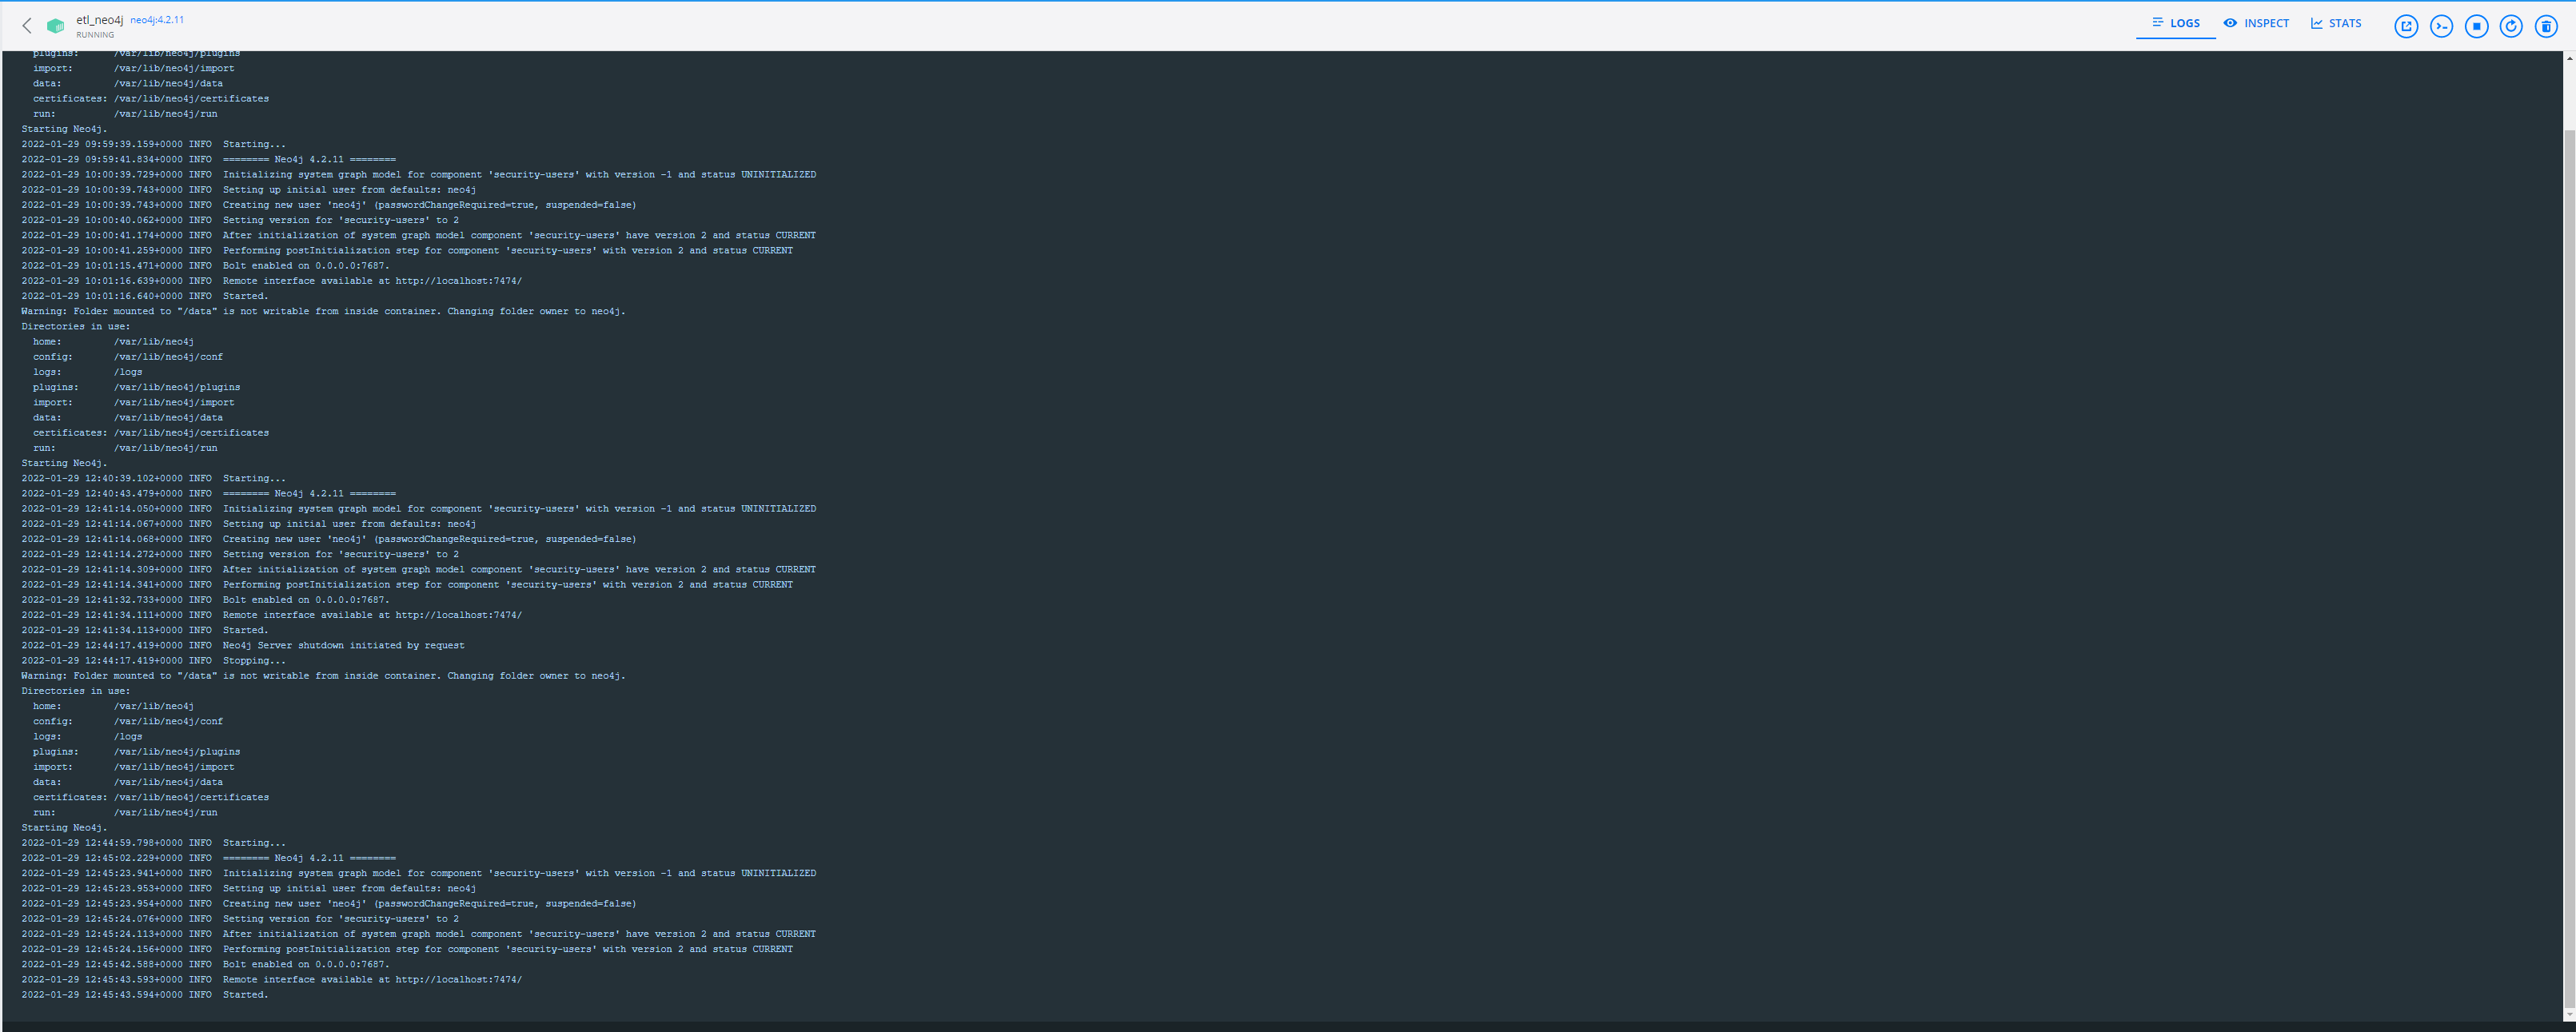 etl_neo4j neo4j:4.2.11
RUNNING
LOGS INSPECT STATS
plugins: /var/lib/neo4j/plugins
import: /var/lib/neo4j/import
data: /var/lib/neo4j/data
certificates: /var/lib/neo4j/certificates
run: /var/lib/neo4j/run
Starting Neo4j.
2022-01-29 09:59:39.159+0000 INFO Starting...
2022-01-29 09:59:41.834+0000 INFO ======== Neo4j 4.2.11 ========
2022-01-29 10:00:39.729+0000 INFO Initializing system graph model for component 'security-users' with version -1 and status UNINITIALIZED
2022-01-29 10:00:39.743+0000 INFO Setting up initial user from defaults: neo4j
2022-01-29 10:00:39.743+0000 INFO Creating new user 'neo4j' (passwordChangeRequired=true, suspended=false)
2022-01-29 10:00:40.062+0000 INFO Setting version for 'security-users' to 2
2022-01-29 10:00:41.174+0000 INFO After initialization of system graph model component 'security-users' have version 2 and status CURRENT
2022-01-29 10:00:41.259+0000 INFO Performing postInitialization step for component 'security-users' with version 2 and status CURRENT
2022-01-29 10:01:15.471+0000 INFO Bolt enabled on 0.0.0.0:7687.
2022-01-29 10:01:16.639+0000 INFO Remote interface available at http://localhost:7474/
2022-01-29 10:01:16.640+0000 INFO Started.
Warning: Folder mounted to "/data" is not writable from inside container. Changing folder owner to neo4j.
Directories in use:
home: /var/lib/neo4j
config: /var/lib/neo4j/conf
logs: /logs
plugins: /var/lib/neo4j/plugins
import: /var/lib/neo4j/import
data: /var/lib/neo4j/data
certificates: /var/lib/neo4j/certificates
run: /var/lib/neo4j/run
Starting Neo4j.
2022-01-29 12:40:39.102+0000 INFO Starting...
2022-01-29 12:40:43.479+0000 INFO ======== Neo4j 4.2.11 ========
2022-01-29 12:41:14.050+0000 INFO Initializing system graph model for component 'security-users' with version -1 and status UNINITIALIZED
2022-01-29 12:41:14.067+0000 INFO Setting up initial user from defaults: neo4j
2022-01-29 12:41:14.068+0000 INFO Creating new user 'neo4j' (passwordChangeRequired=true, suspended=false)
2022-01-29 12:41:14.272+0000 INFO Setting version for 'security-users' to 2
2022-01-29 12:41:14.309+0000 INFO After initialization of system graph model component 'security-users' have version 2 and status CURRENT
2022-01-29 12:41:14.341+0000 INFO Performing postInitialization step for component 'security-users' with version 2 and status CURRENT
2022-01-29 12:41:32.733+0000 INFO Bolt enabled on 0.0.0.0:7687.
2022-01-29 12:41:34.111+0000 INFO Remote interface available at http://localhost:7474/
2022-01-29 12:41:34.113+0000 INFO Started.
2022-01-29 12:44:17.419+0000 INFO Neo4j Server shutdown initiated by request
2022-01-29 12:44:17.419+0000 INFO Stopping...
Warning: Folder mounted to "/data" is not writable from inside container. Changing folder owner to neo4j.
Directories in use:
home: /var/lib/neo4j
config: /var/lib/neo4j/conf
logs: /logs
plugins: /var/lib/neo4j/plugins
import: /var/lib/neo4j/import
data: /var/lib/neo4j/data
certificates: /var/lib/neo4j/certificates
run: /var/lib/neo4j/run
Starting Neo4j.
2022-01-29 12:44:59.798+0000 INFO Starting...
2022-01-29 12:45:02.229+0000 INFO ======== Neo4j 4.2.11 ========
2022-01-29 12:45:23.941+0000 INFO Initializing system graph model for component 'security-users' with version -1 and status UNINITIALIZED
2022-01-29 12:45:23.953+0000 INFO Setting up initial user from defaults: neo4j
2022-01-29 12:45:23.954+0000 INFO Creating new user 'neo4j' (passwordChangeRequired=true, suspended=false)
2022-01-29 12:45:24.076+0000 INFO Setting version for 'security-users' to 2
2022-01-29 12:45:24.113+0000 INFO After initialization of system graph model component 'security-users' have version 2 and status CURRENT
2022-01-29 12:45:24.156+0000 INFO Performing postInitialization step for component 'security-users' with version 2 and status CURRENT
2022-01-29 12:45:42.588+0000 INFO Bolt enabled on 0.0.0.0:7687.
2022-01-29 12:45:43.593+0000 INFO Remote interface available at http://localhost:7474/
2022-01-29 12:45:43.594+0000 INFO Started.